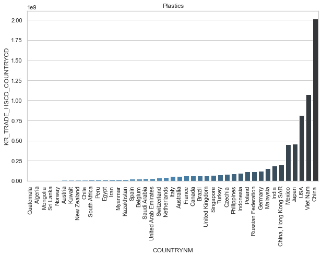 Plastics
1e9
2.00
1.75
1.50
1.25
1.00
0.75
0.50
0.25
0.00
KR_TRADE_USCO_COUNTRYCD
Guatemala
Algeria
Mongolia
Sri Lanka
Norway
Austria
Kuwait
New Zealand
Chile
South Africa
Peru
Egypt
Iran
Myanmar
Kazakhstan
Spain
Belgium
Saudi Arabia
United Arab Emirates
Switzerland
Netherlands
Italy
Australia
France
Canada
Brazil
United Kingdom
Singapore
Turkey
Czechia
Philippines
Indonesia
Poland
Russian Federation
Germany
Malaysia
India
China, Hong Kong SAR
Mexico
Japan
USA
Viet Nam
China
COUNTRYNM